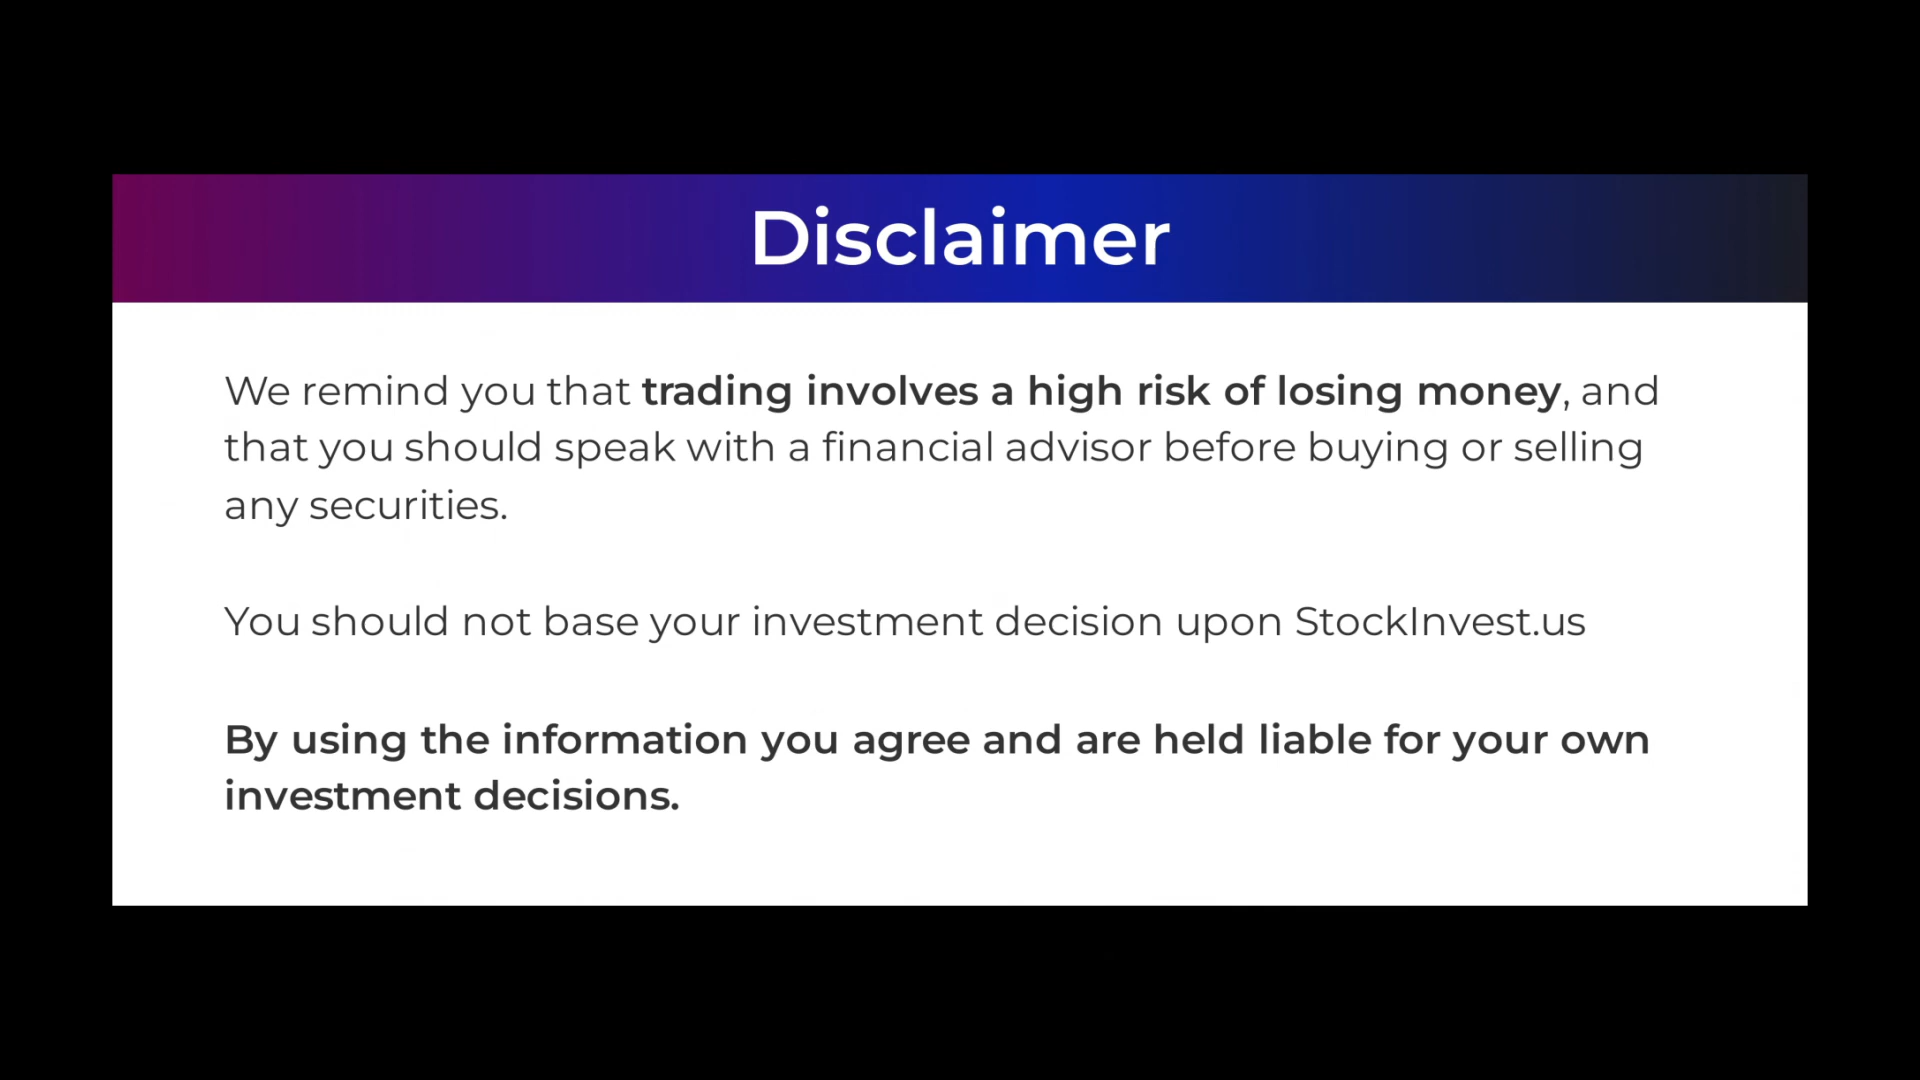 Disclaimer
We remind you that trading involves a high risk of losing money, and
that you should speak with a financial advisor before buying or selling
any securities.
You should not base your investment decision upon StockInvest.us
By using the information you agree and are held liable for your own
investment decisions.